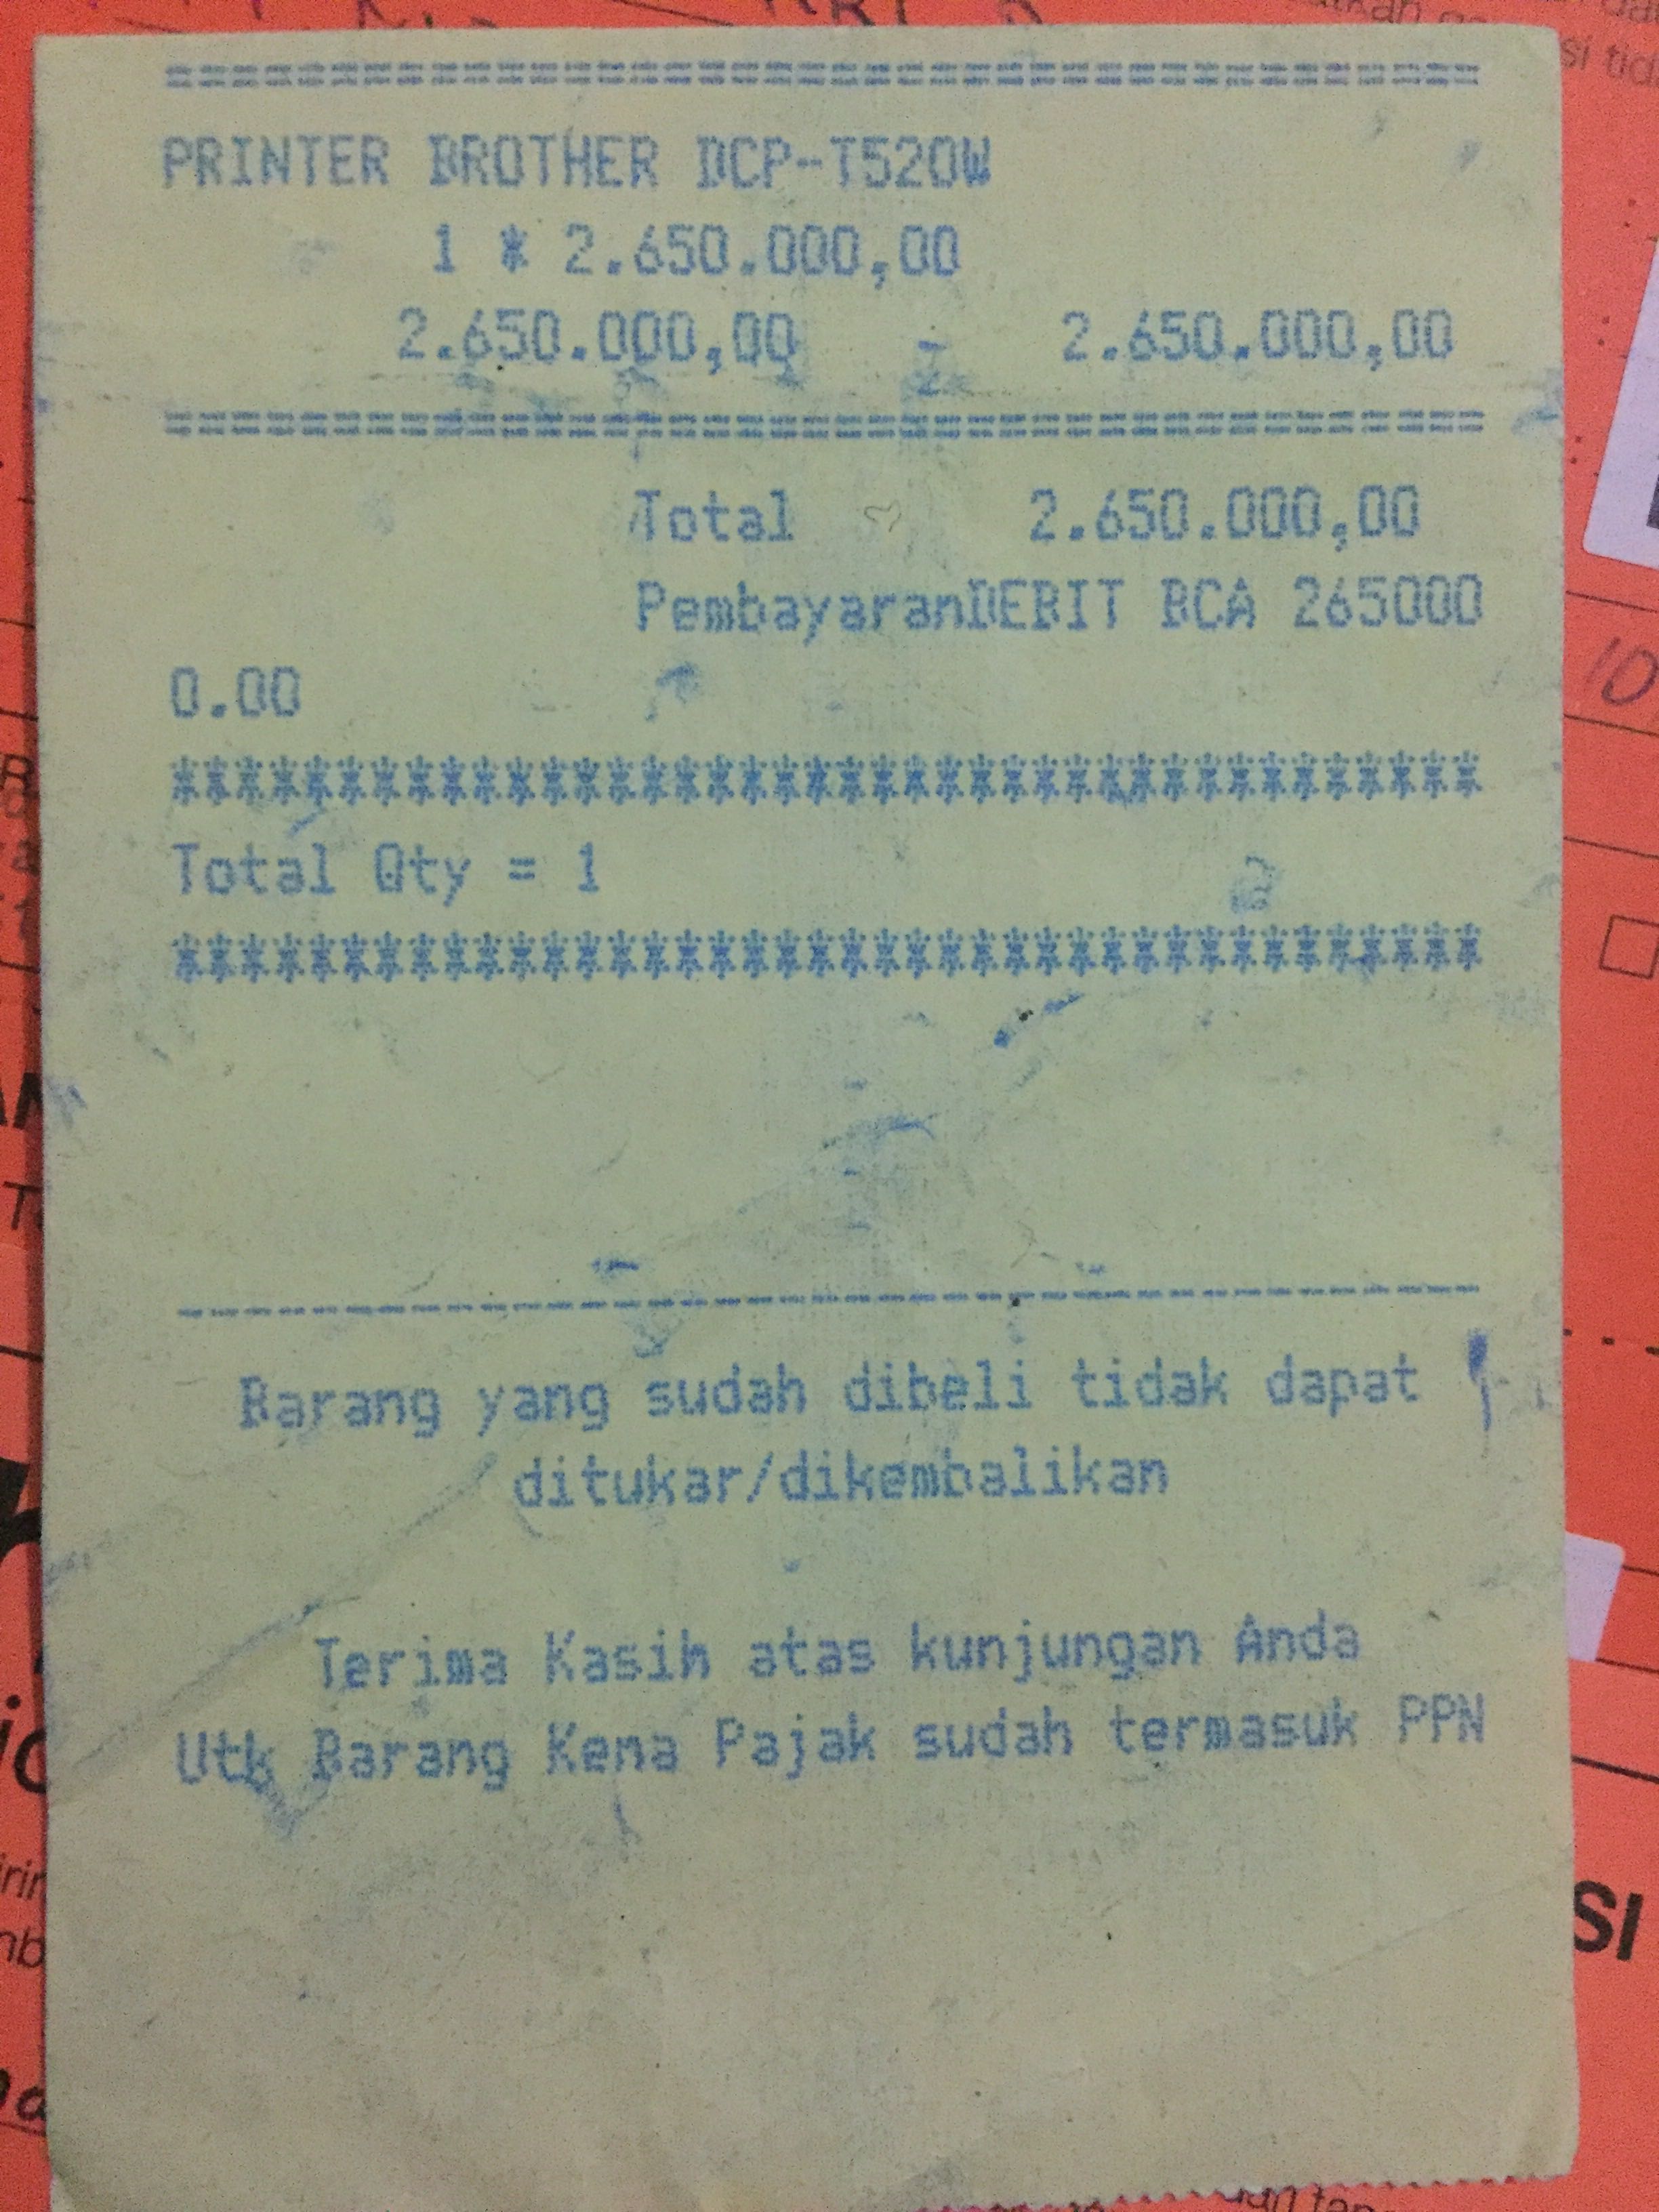 ========================================
PRINTER BROTHER DCP-T520W
1 * 2.650.000,00
2.650.000,00 = 2.650.000,00
========================================
Total 2.650.000,00
PembayaranDEBIT BCA 265000
0.00
****************************************
Total Qty = 1
****************************************
----------------------------------------
Barang yang sudah dibeli tidak dapat
ditukar/dikembalikan
Terima Kasih atas kunjungan Anda
Utk Barang Kena Pajak sudah termasuk PPN
10
SI